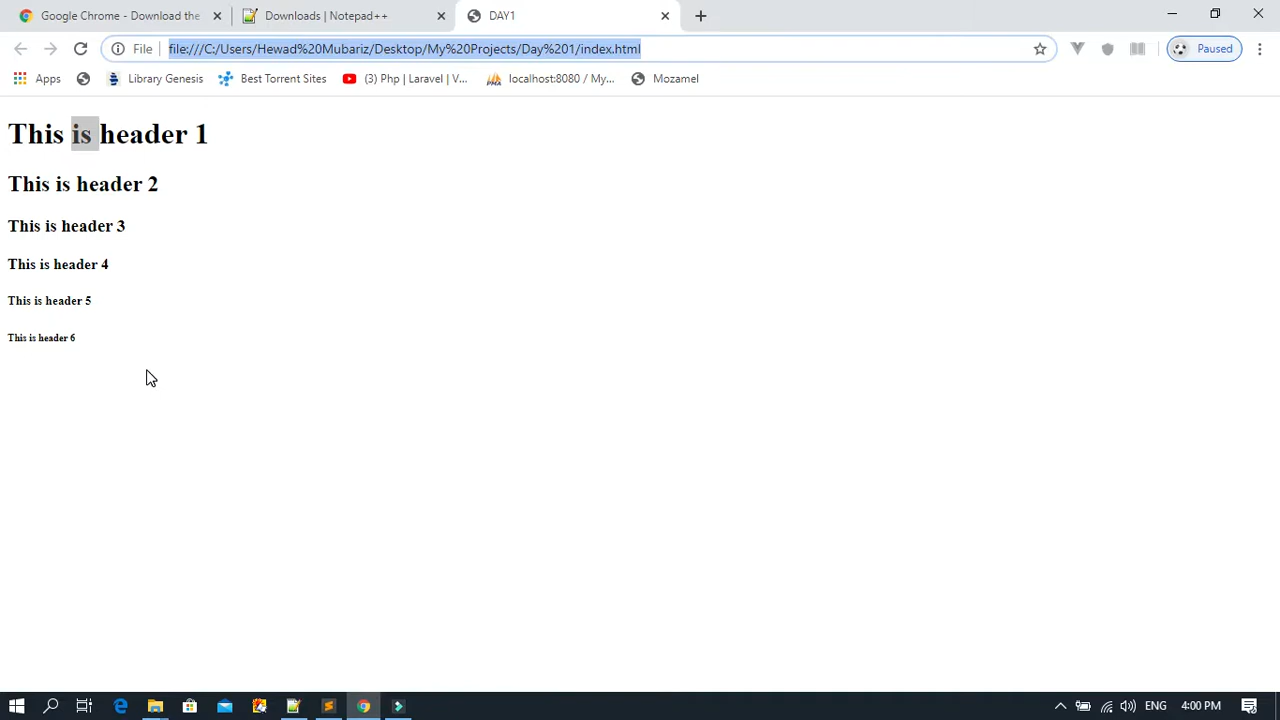 Google Chrome - Download the
Downloads | Notepad++
DAY1
File
file:///C:/Users/Hewad%20Mubariz/Desktop/My%20Projects/Day%201/index.html
Paused
Apps
Library Genesis
Best Torrent Sites
(3) Php | Laravel | V...
localhost:8080 / My...
Mozamel
This is header 1
This is header 2
This is header 3
This is header 4
This is header 5
This is header 6
ENG
4:00 PM